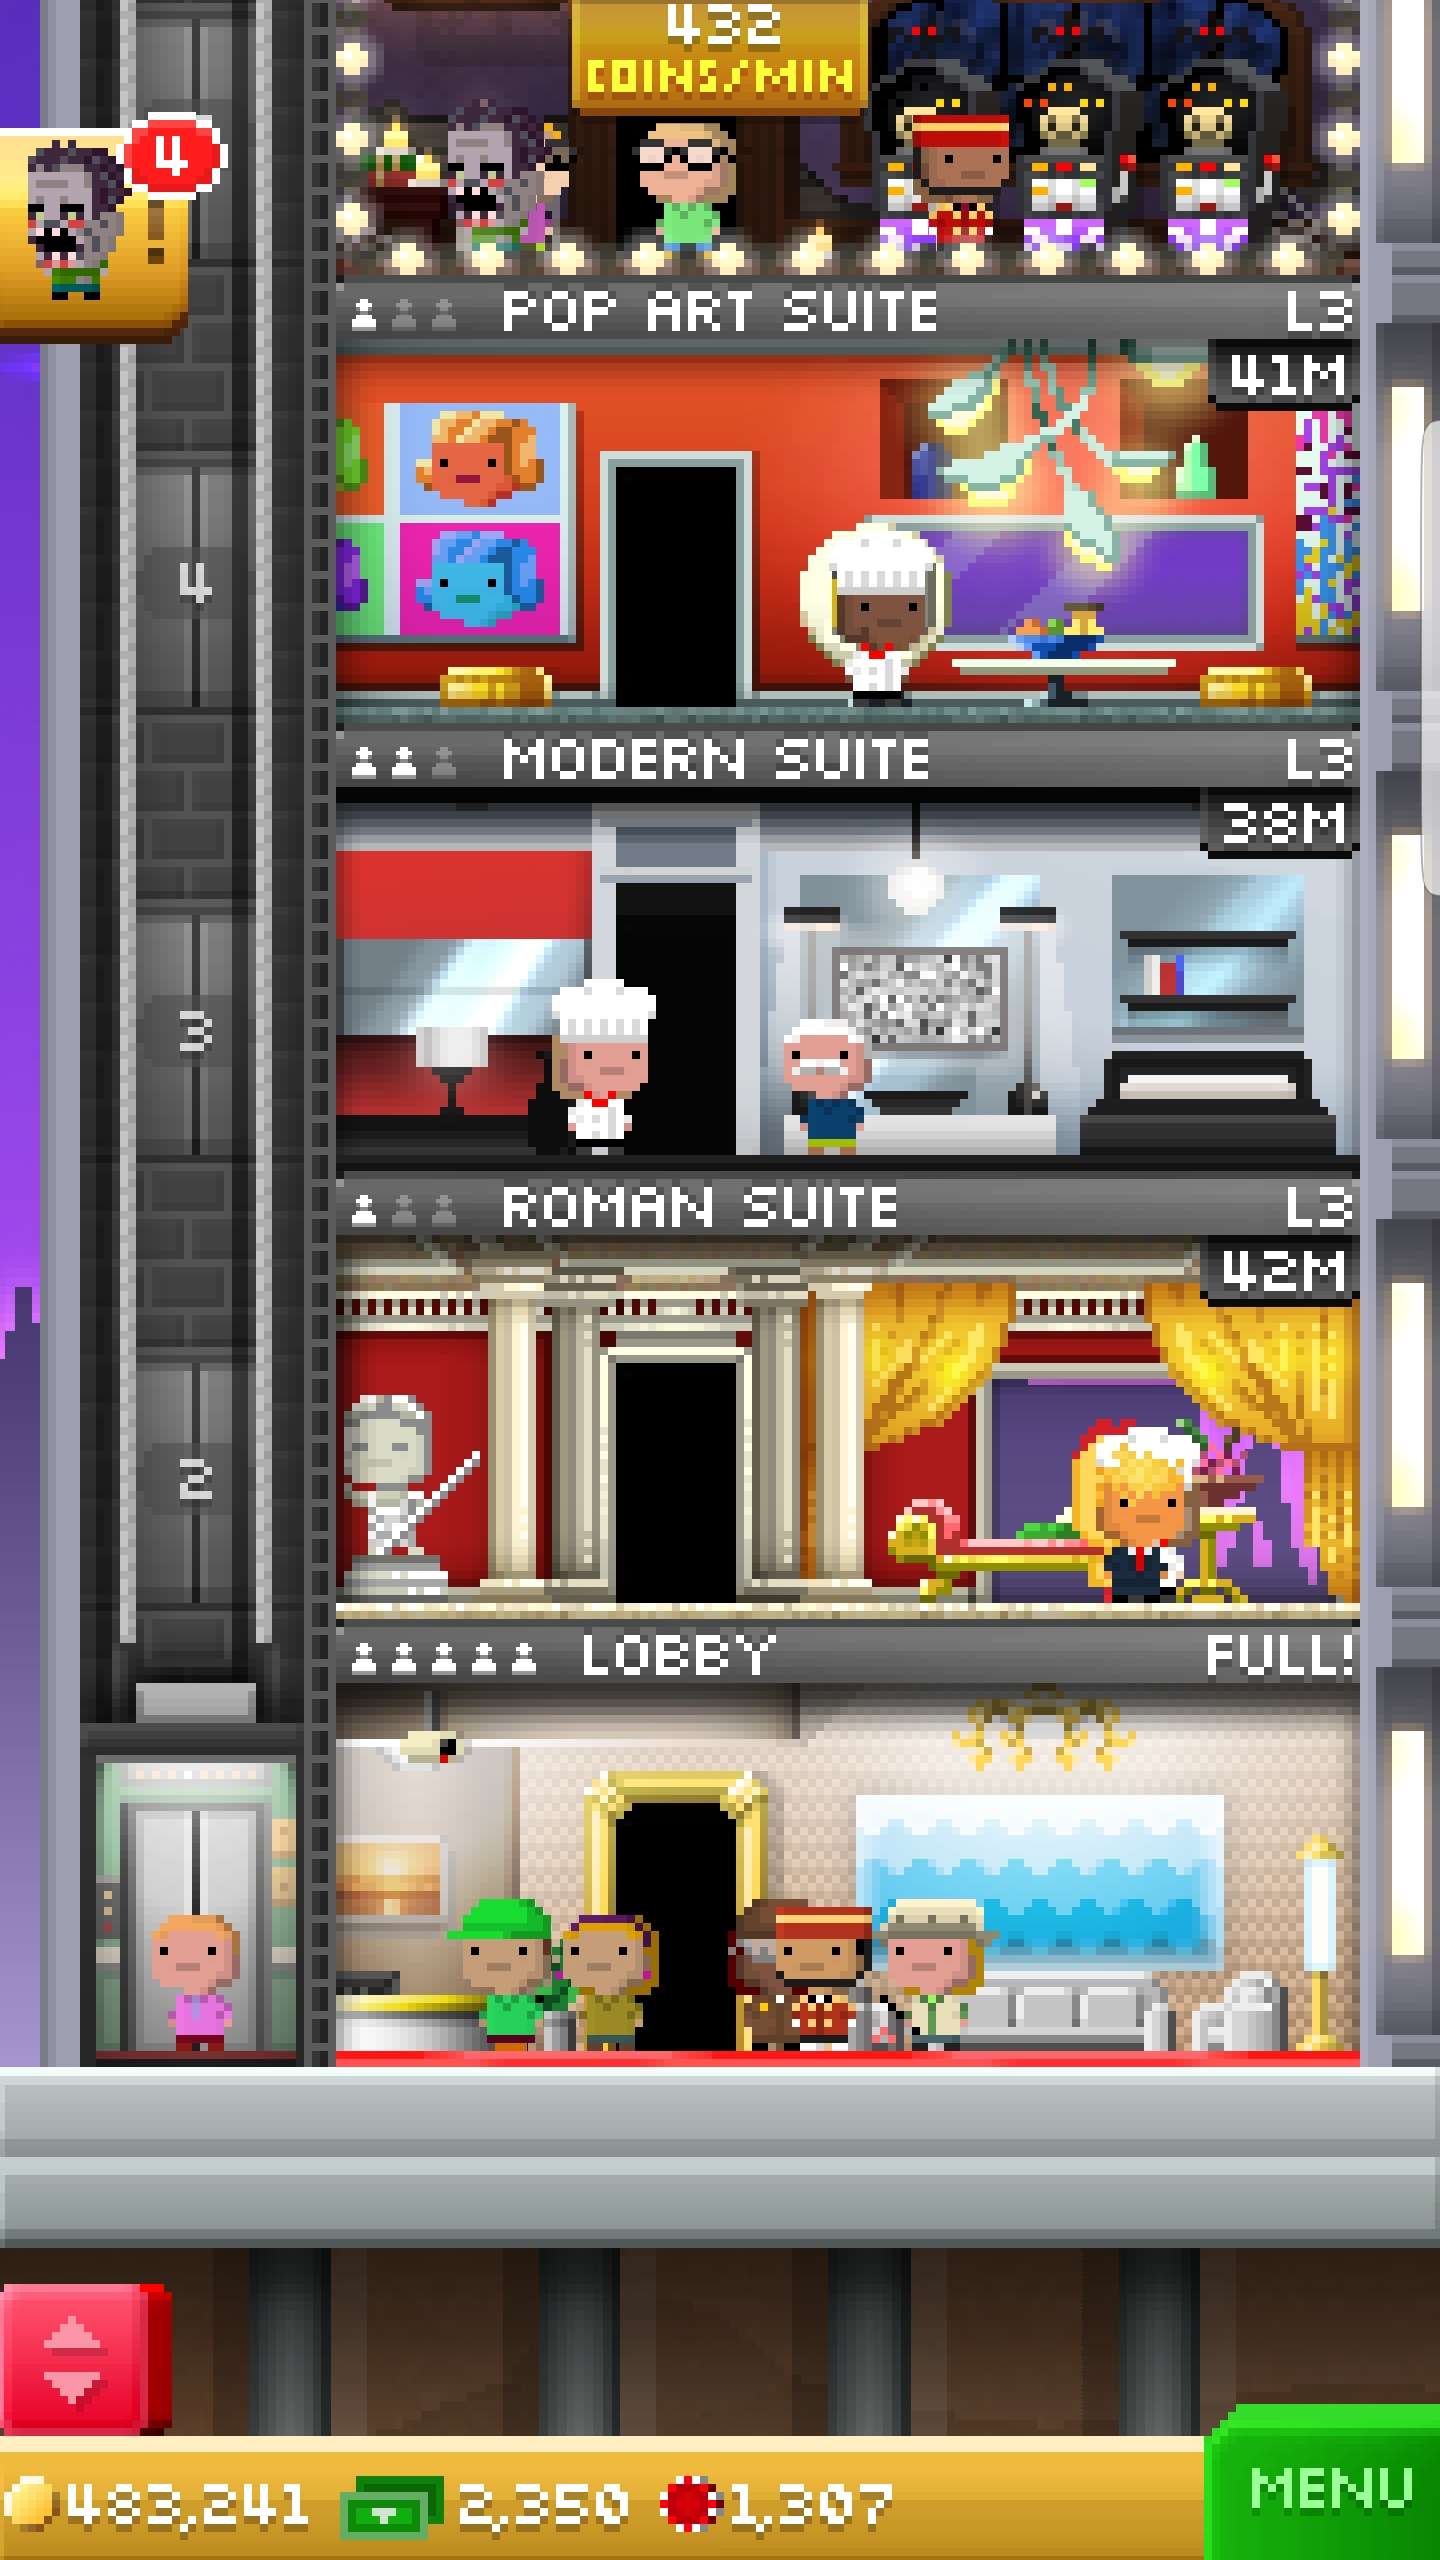 432
COINS/MIN
4
!
POP ART SUITE L3
41M
4
MODERN SUITE L3
38M
3
ROMAN SUITE L3
42M
2
LOBBY FULL!
483,241 2,350 1,307
MENU